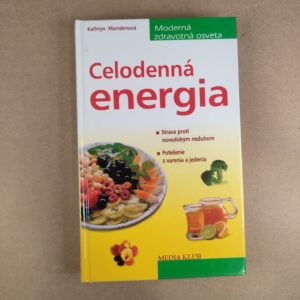 Kathryn Marsdenová
Moderná
zdravotná osveta
Celodenná
energia
Strava proti
novodobým neduhom
Potešenie
z varenia a jedenia
MEDIA KLUB